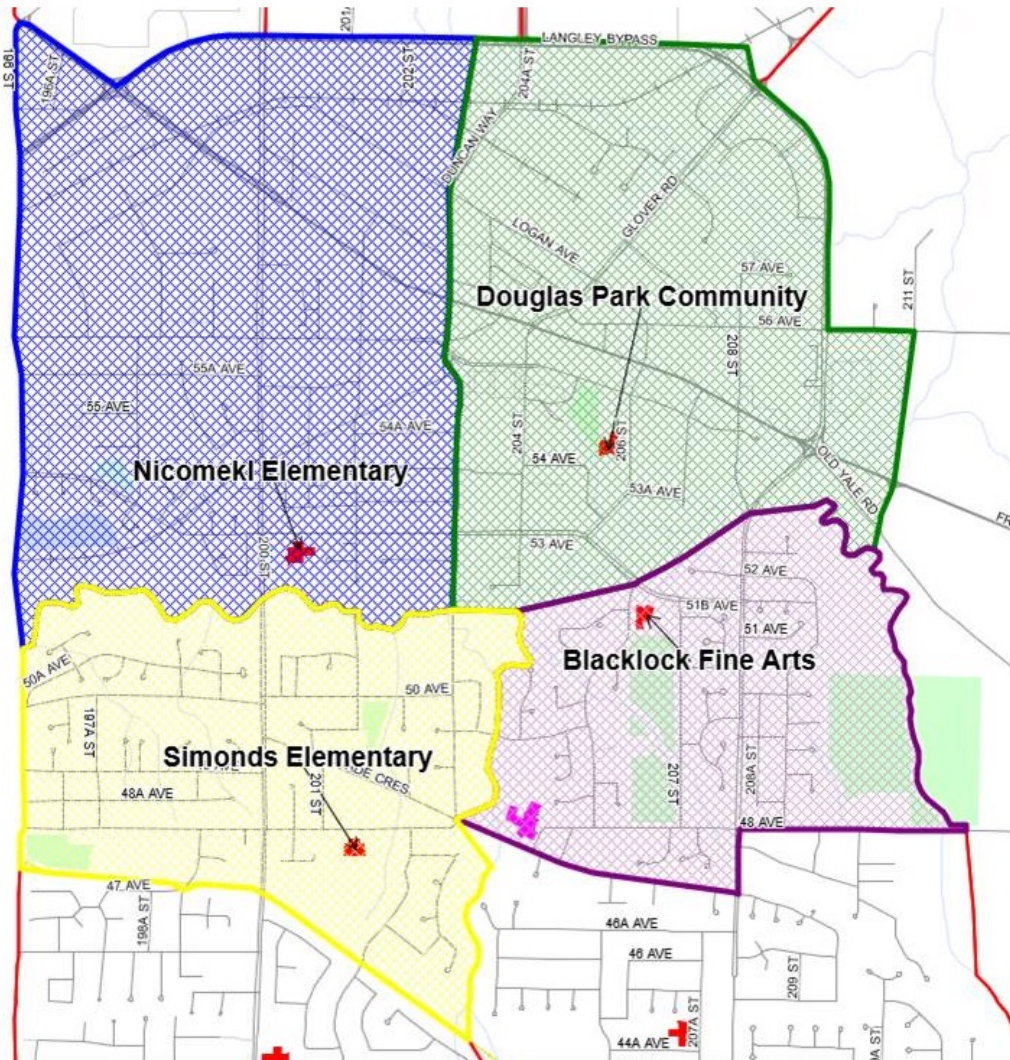 201A
LANGLEY BYPASS
196 ST
196A ST
202 ST
204A ST
DUNCAN WAY
GLOVER RD
LOGAN AVE
57 AVE
211 ST
Douglas Park Community
56 AVE
208 ST
55A AVE
55 AVE
54A AVE
204 ST
206 ST
54 AVE
OLD YALE RD
Nicomekl Elementary
53A AVE
FR
200 ST
53 AVE
52 AVE
51B AVE
51 AVE
Blacklock Fine Arts
50A AVE
50 AVE
197A ST
Simonds Elementary
DE CRES
201 ST
207 ST
208A ST
48A AVE
48 AVE
47 AVE
198A ST
46A AVE
46 AVE
209 ST
207A ST
44A AVE
A ST